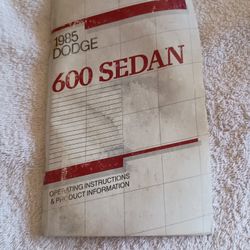 1985
DODGE
600 SEDAN
OPERATING INSTRUCTIONS
& PRODUCT INFORMATION